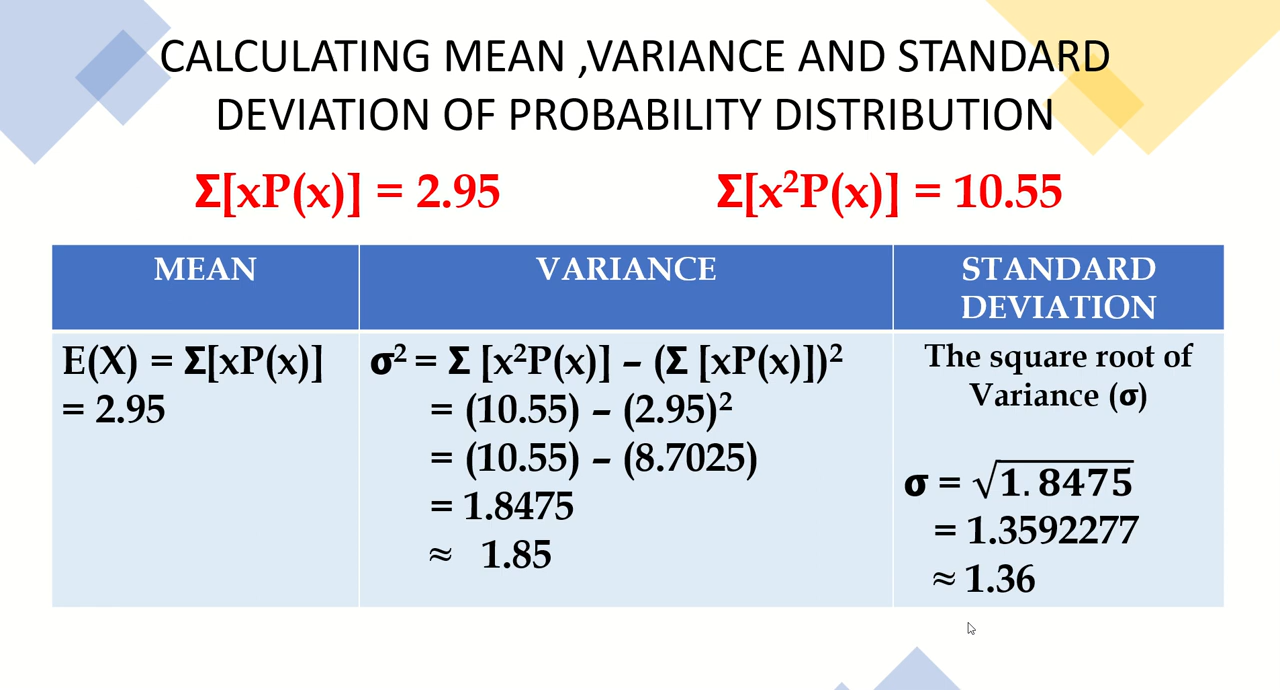 CALCULATING MEAN ,VARIANCE AND STANDARD
DEVIATION OF PROBABILITY DISTRIBUTION
Σ[xP(x)] = 2.95
Σ[x²P(x)] = 10.55
MEAN
VARIANCE
STANDARD
DEVIATION
E(X) = Σ[xP(x)]
= 2.95
σ² = Σ [x²P(x)] – (Σ [xP(x)])²
= (10.55) – (2.95)²
= (10.55) – (8.7025)
= 1.8475
≈ 1.85
The square root of
Variance (σ)
σ = √1.8475
= 1.3592277
≈ 1.36